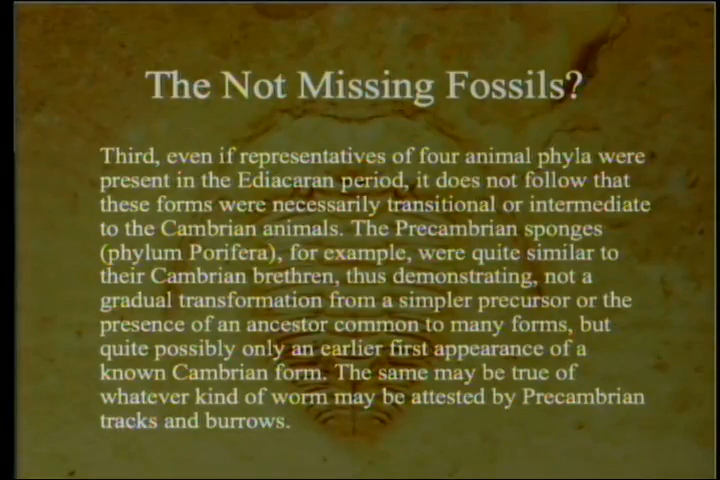 The Not Missing Fossils?
Third, even if representatives of four animal phyla were
present in the Ediacaran period, it does not follow that
these forms were necessarily transitional or intermediate
to the Cambrian animals. The Precambrian sponges
(phylum Porifera), for example, were quite similar to
their Cambrian brethren, thus demonstrating, not a
gradual transformation from a simpler precursor or the
presence of an ancestor common to many forms, but
quite possibly only an earlier first appearance of a
known Cambrian form. The same may be true of
whatever kind of worm may be attested by Precambrian
tracks and burrows.